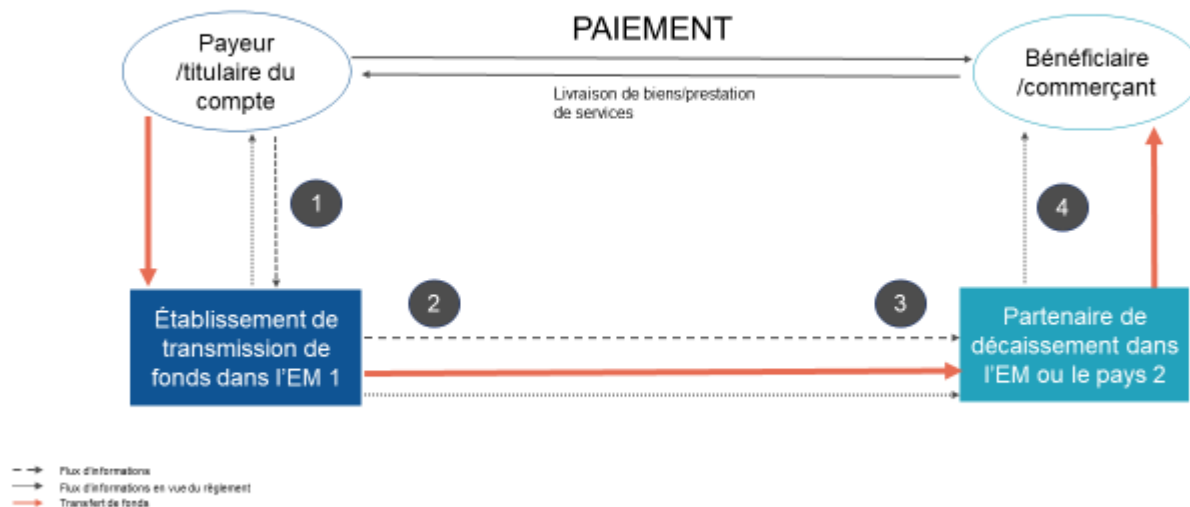 PAIEMENT
Payeur
/titulaire du
compte
Bénéficiaire
/commerçant
Livraison de biens/prestation
de services
1
4
2
3
Établissement de
transmission de
fonds dans l'EM 1
Partenaire de
décaissement dans
l'EM ou le pays 2
Flux d'informations
Flux d'informations en vue du règlement
Transfert de fonds